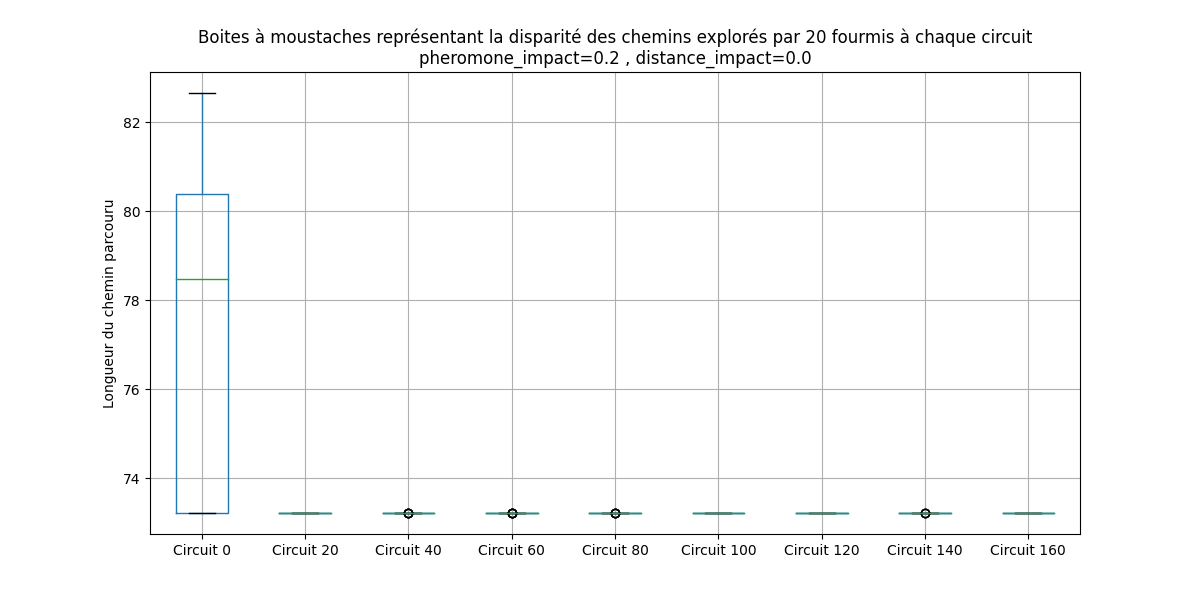 Boites à moustaches représentant la disparité des chemins explorés par 20 fourmis à chaque circuit
pheromone_impact=0.2 , distance_impact=0.0
Longueur du chemin parcouru
82
80
78
76
74
Circuit 0 Circuit 20 Circuit 40 Circuit 60 Circuit 80 Circuit 100 Circuit 120 Circuit 140 Circuit 160